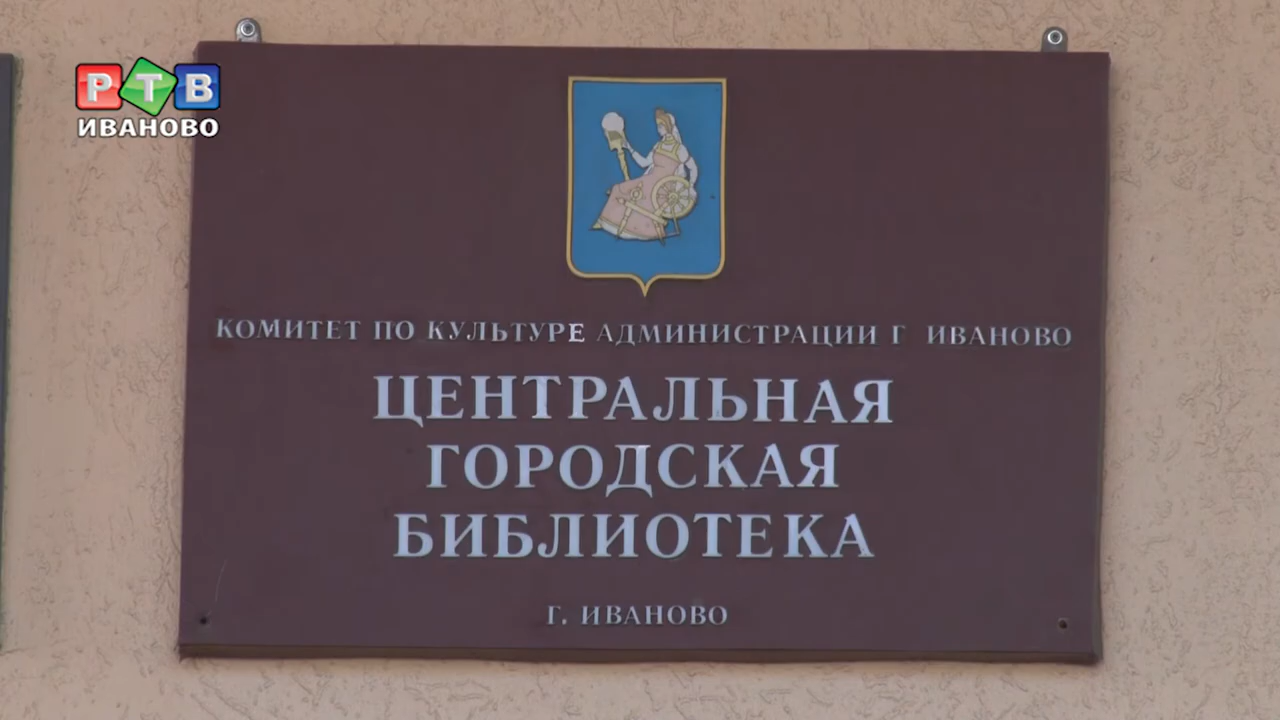 РТВ
ИВАНОВО
КОМИТЕТ ПО КУЛЬТУРЕ АДМИНИСТРАЦИИ Г ИВАНОВО
ЦЕНТРАЛЬНАЯ
ГОРОДСКАЯ
БИБЛИОТЕКА
Г. ИВАНОВО